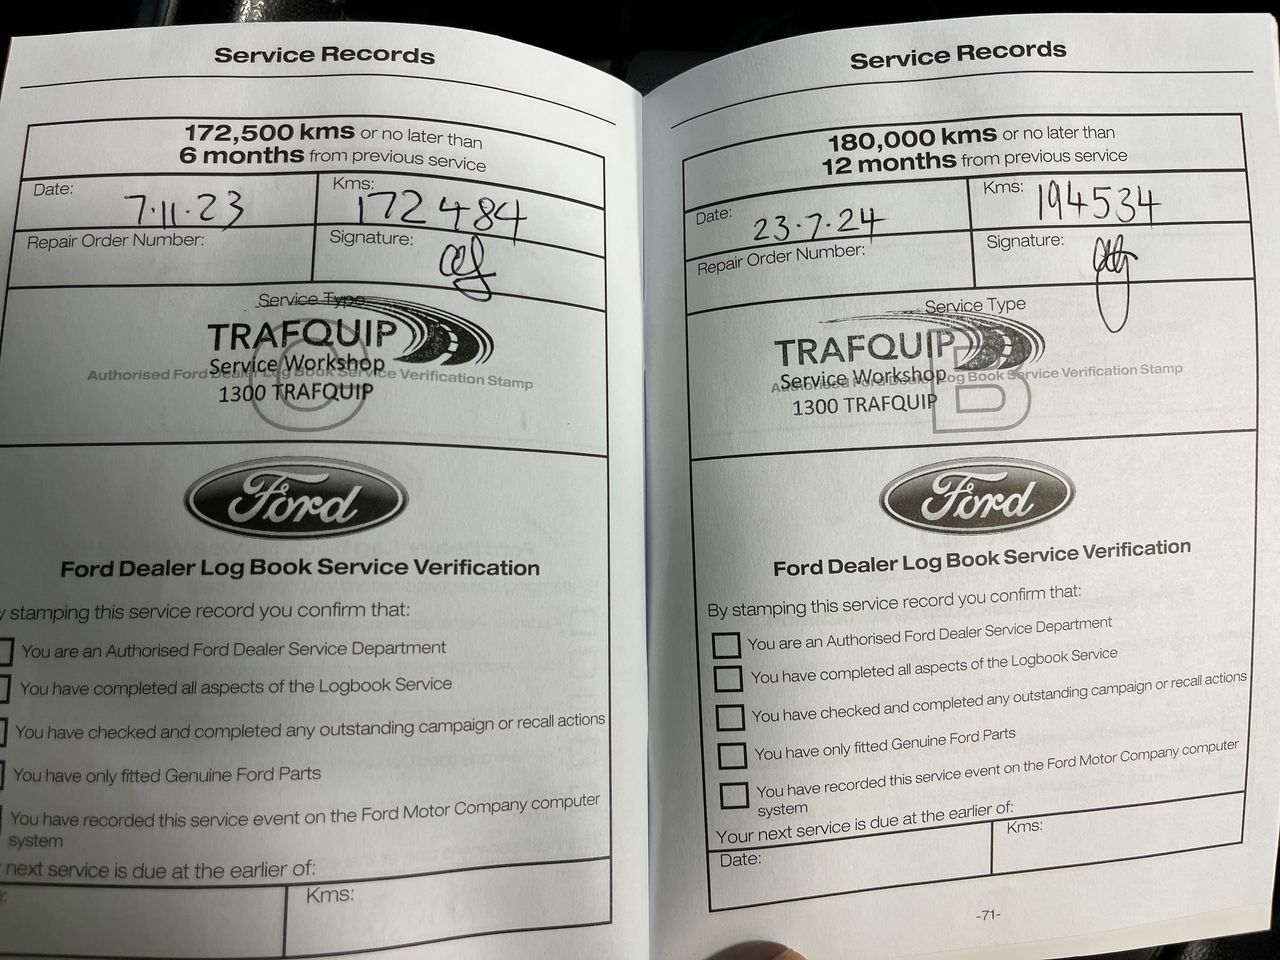 Service Records
172,500 kms or no later than
6 months from previous service
Date: 7.11.23
Kms: 172 484
Repair Order Number:
Signature:
Service Type
TRAFQUIP
Service Workshop
Authorised Ford Dealer Log Book Service Verification Stamp
1300 TRAFQUIP
C
Ford
Ford Dealer Log Book Service Verification
y stamping this service record you confirm that:
You are an Authorised Ford Dealer Service Department
You have completed all aspects of the Logbook Service
You have checked and completed any outstanding campaign or recall actions
You have only fitted Genuine Ford Parts
You have recorded this service event on the Ford Motor Company computer
system
next service is due at the earlier of:
Kms:
Service Records
180,000 kms or no later than
12 months from previous service
Date: 23.7.24
Kms: 194534
Repair Order Number:
Signature:
Service Type
TRAFQUIP
Service Workshop
Authorised Ford Dealer Log Book Service Verification Stamp
1300 TRAFQUIP
B
Ford
Ford Dealer Log Book Service Verification
By stamping this service record you confirm that:
You are an Authorised Ford Dealer Service Department
You have completed all aspects of the Logbook Service
You have checked and completed any outstanding campaign or recall actions
You have only fitted Genuine Ford Parts
You have recorded this service event on the Ford Motor Company computer
system
Your next service is due at the earlier of:
Date:
Kms:
-71-